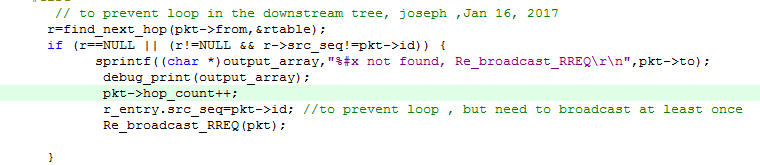 // to prevent loop in the downstream tree, joseph ,Jan 16, 2017
r=find_next_hop(pkt->from,&rtable);
if (r==NULL || (r!=NULL && r->src_seq!=pkt->id)) {
sprintf((char *)output_array,"%#x not found, Re_broadcast_RREQ\r\n",pkt->to);
debug_print(output_array);
pkt->hop_count++;
r_entry.src_seq=pkt->id; //to prevent loop , but need to broadcast at least once
Re_broadcast_RREQ(pkt);
}